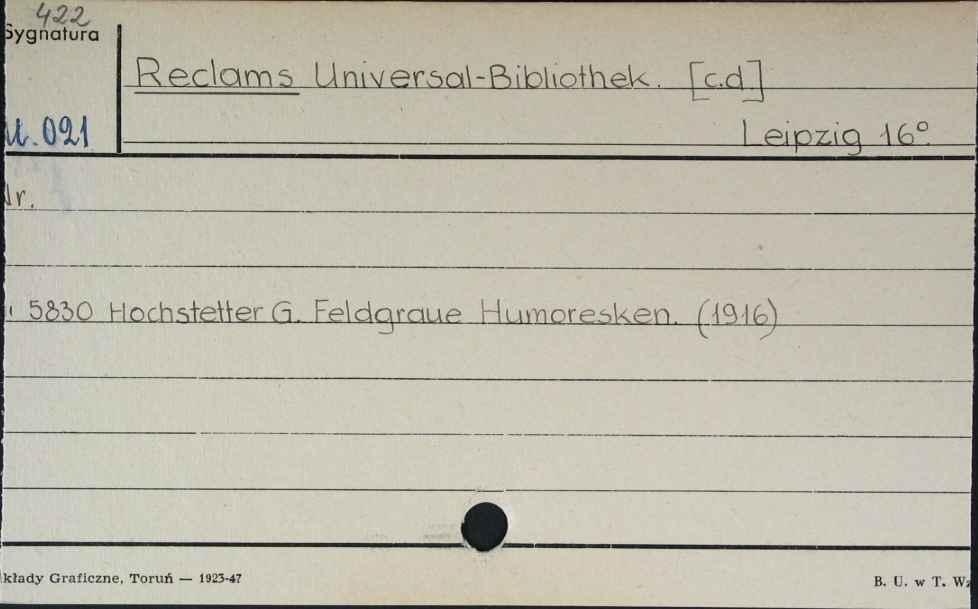 422
Sygnatura
Reclams Universal-Bibliothek. [c.d.]
U. 021
Leipzig 16°.
Nr.
5830 Hochstetter G. Feldgraue Humoresken. (1916)
kłady Graficzne, Toruń — 1923-47
B. U. w T. Wz